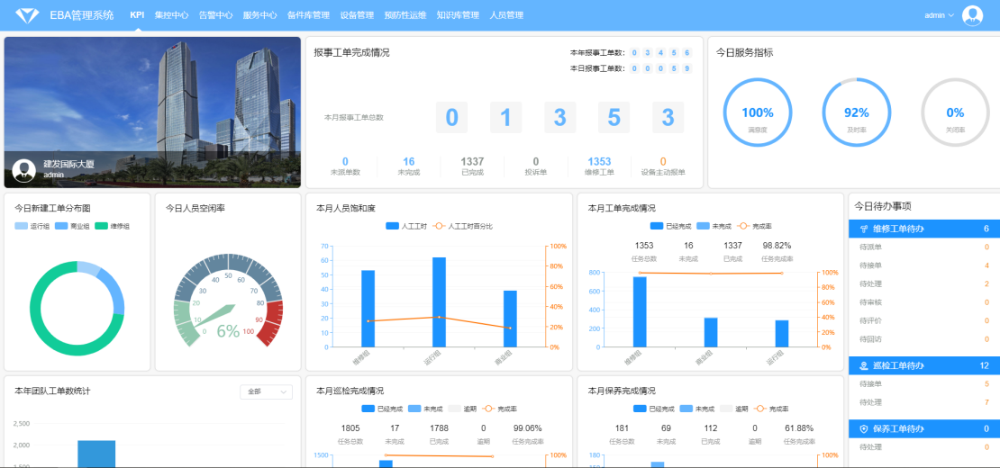 EBA管理系统 KPI 集控中心 告警中心 服务中心 备件库管理 设备管理 预防性运维 知识库管理 人员管理 admin
建发国际大厦
admin
报事工单完成情况
本年报事工单数: 0 3 4 5 6
本日报事工单数: 0 0 0 5 9
本月报事工单总数 0 1 3 5 3
0 16 1337 0 1353 0
未派单数 未完成 已完成 投诉单 维修工单 设备主动报单
今日服务指标
100% 92% 0%
满意度 及时率 关闭率
今日新建工单分布图
运行组 商业组 维修组
今日人员空闲率
0 10 20 30 40 50 60 70 80 90 100
6%
本月人员饱和度
人工工时 人工工时百分比
70 100%
60
50 80%
40 60%
30 40%
20
10 20%
0 0%
维修组 运行组 商业组
本月工单完成情况
已经完成 未完成 完成率
1353 16 1337 98.82%
任务总数 未完成 已完成 任务完成率
800 100%
600 80%
400 60%
200 40%
20%
0 0%
维修组 商业组 运行组
今日待办事项
维修工单待办 6
待派单 0
待接单 4
待处理 2
待审核 0
待评价 0
待回访 0
巡检工单待办 12
待接单 5
待处理 7
保养工单待办 0
待处理 0
本年团队工单数统计
全部
2,500
2,000
1,500
本月巡检完成情况
已经完成 未完成 逾期 完成率
1805 17 1788 0 99.06%
任务总数 未完成 已完成 逾期 任务完成率
1500 100%
本月保养完成情况
已经完成 未完成 逾期 完成率
181 69 112 0 61.88%
任务总数 未完成 已完成 逾期 任务完成率
180 100%